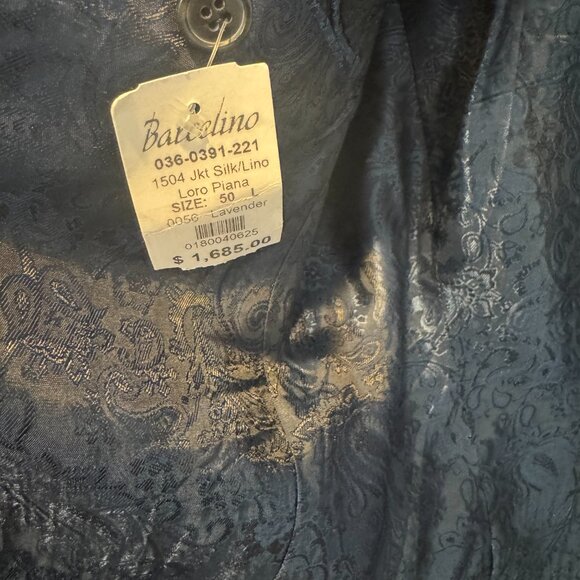 Barcelino
036-0391-221
1504 Jkt Silk/Lino
Loro Piana
SIZE: 50 L
0056 Lavender
0180040625
$ 1,685.00